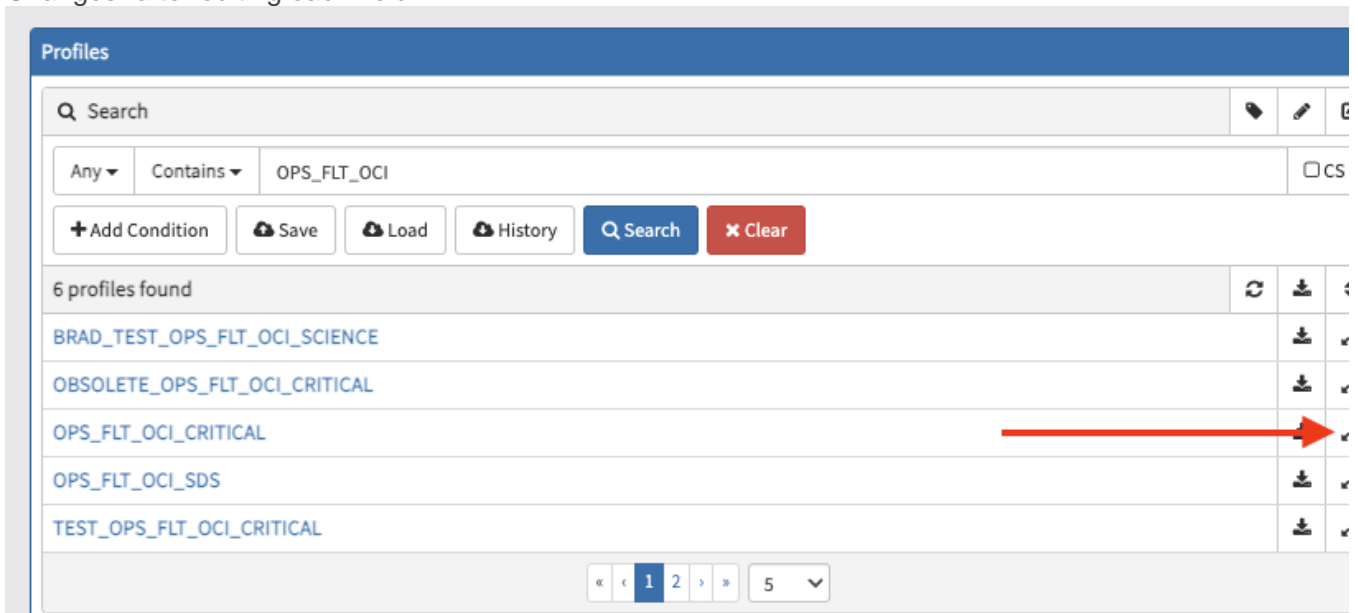 Profiles
Search
Any Contains OPS_FLT_OCI CS
Add Condition Save Load History Search Clear
6 profiles found
BRAD_TEST_OPS_FLT_OCI_SCIENCE
OBSOLETE_OPS_FLT_OCI_CRITICAL
OPS_FLT_OCI_CRITICAL
OPS_FLT_OCI_SDS
TEST_OPS_FLT_OCI_CRITICAL
« ‹ 1 2 › » 5